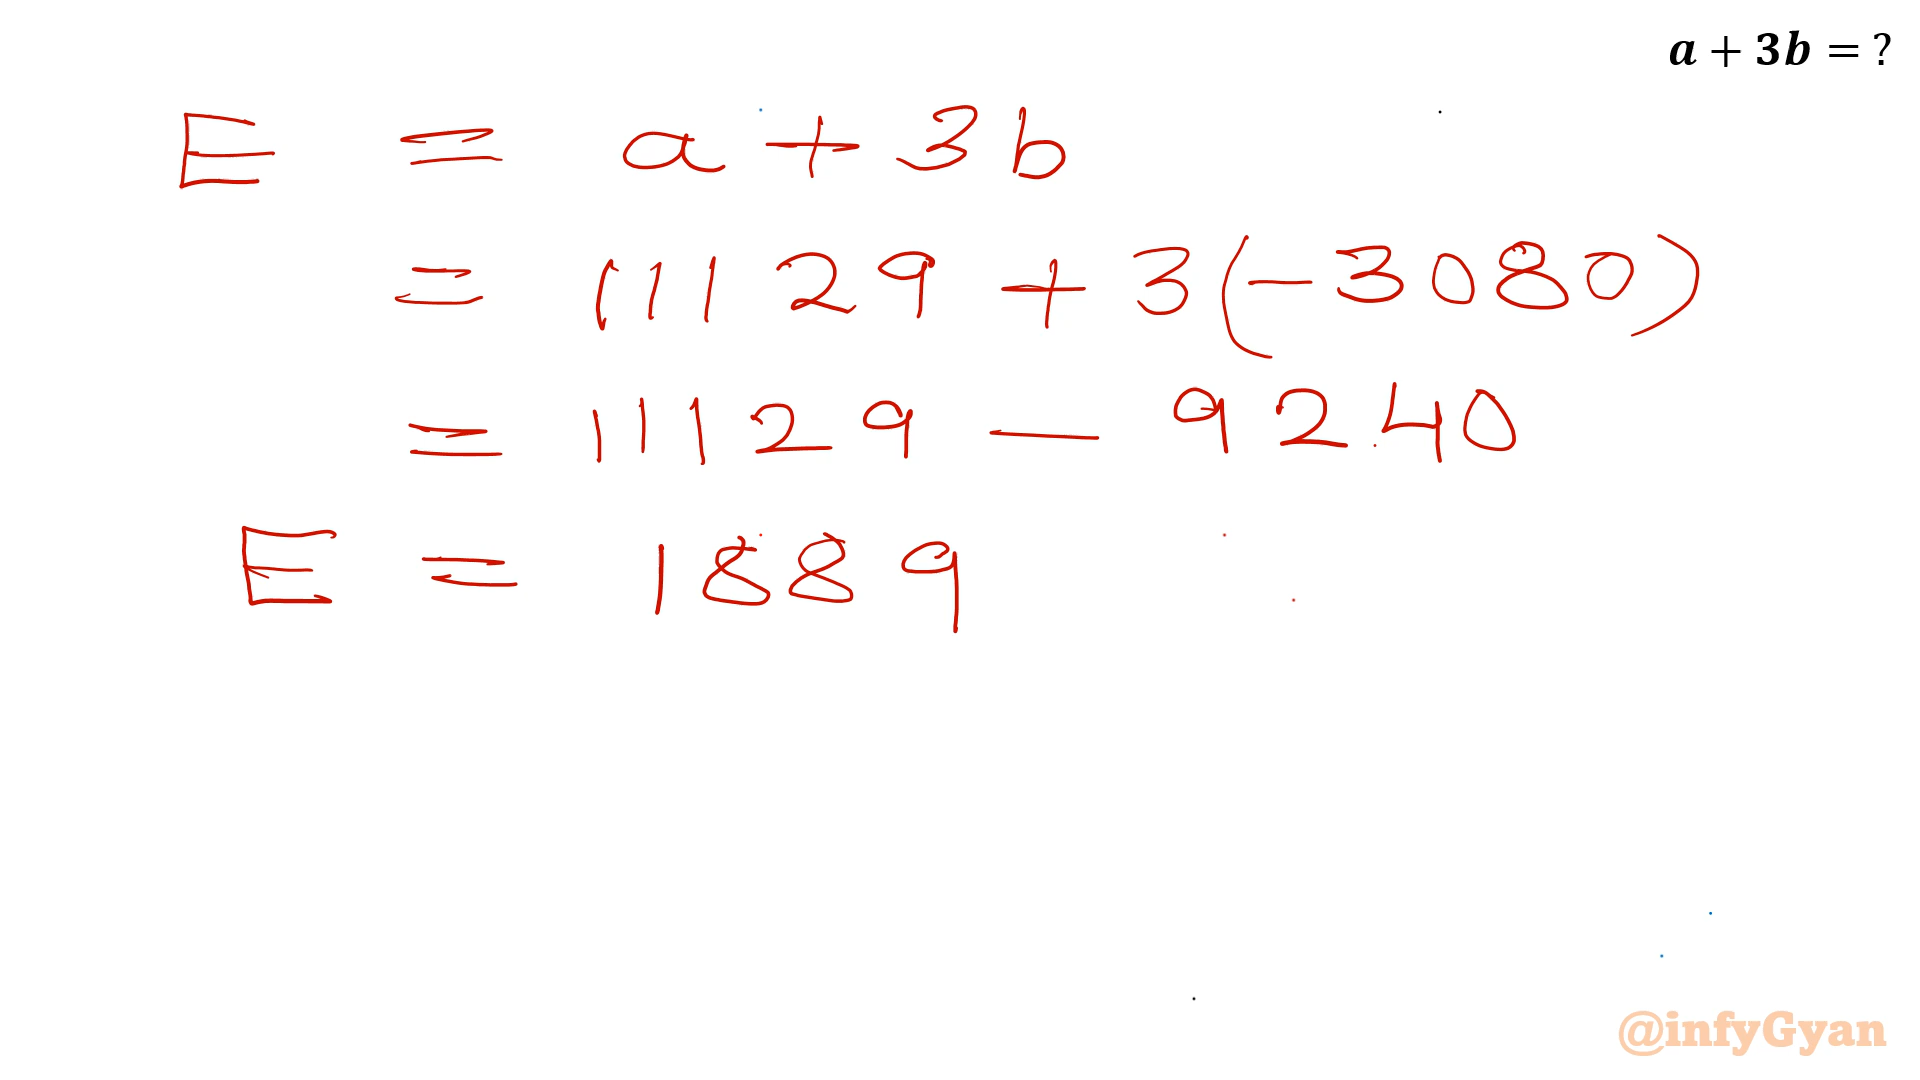 a + 3b = ?
E = a + 3b
= 11129 + 3(-3080)
= 11129 - 9240
E = 1889
@infyGyan